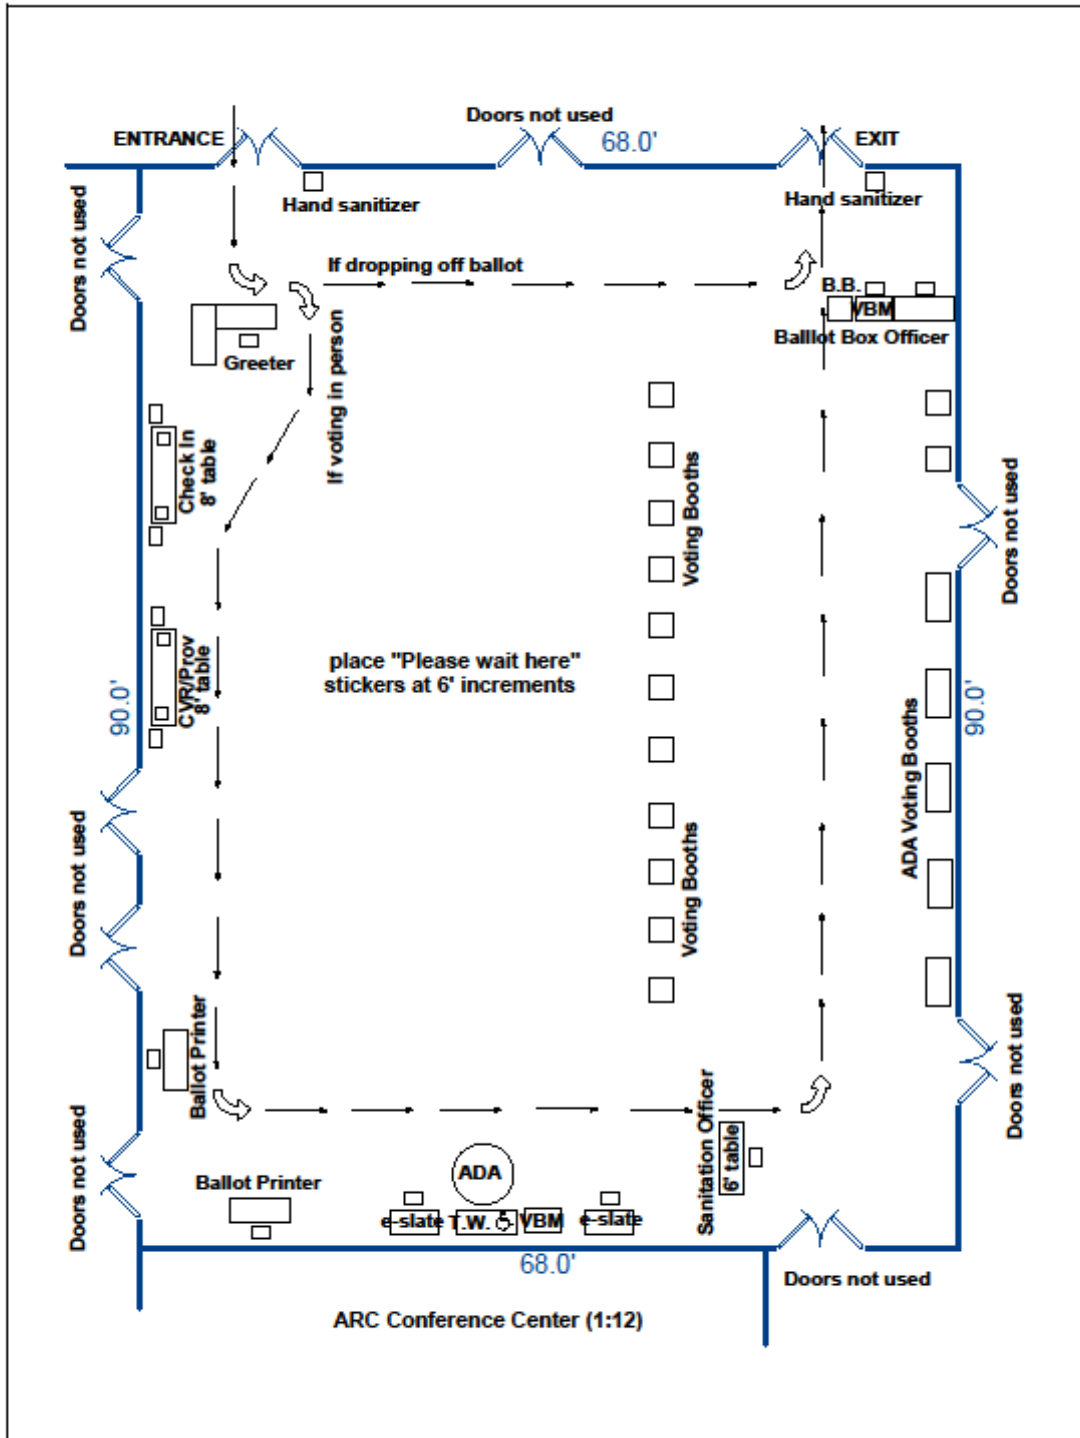 Doors not used
ENTRANCE
68.0'
EXIT
Hand sanitizer
Hand sanitizer
Doors not used
If dropping off ballot
B.B.
VBM
Balllot Box Officer
Greeter
If voting in person
Check In
8' table
Voting Booths
Doors not used
CVR/Prov
8' table
place "Please wait here"
stickers at 6' increments
90.0'
90.0'
ADA Voting Booths
Doors not used
Voting Booths
Ballot Printer
Doors not used
Doors not used
Sanitation Officer
6' table
ADA
Ballot Printer
e-slate
T.W.
VBM
e-slate
68.0'
Doors not used
ARC Conference Center (1:12)